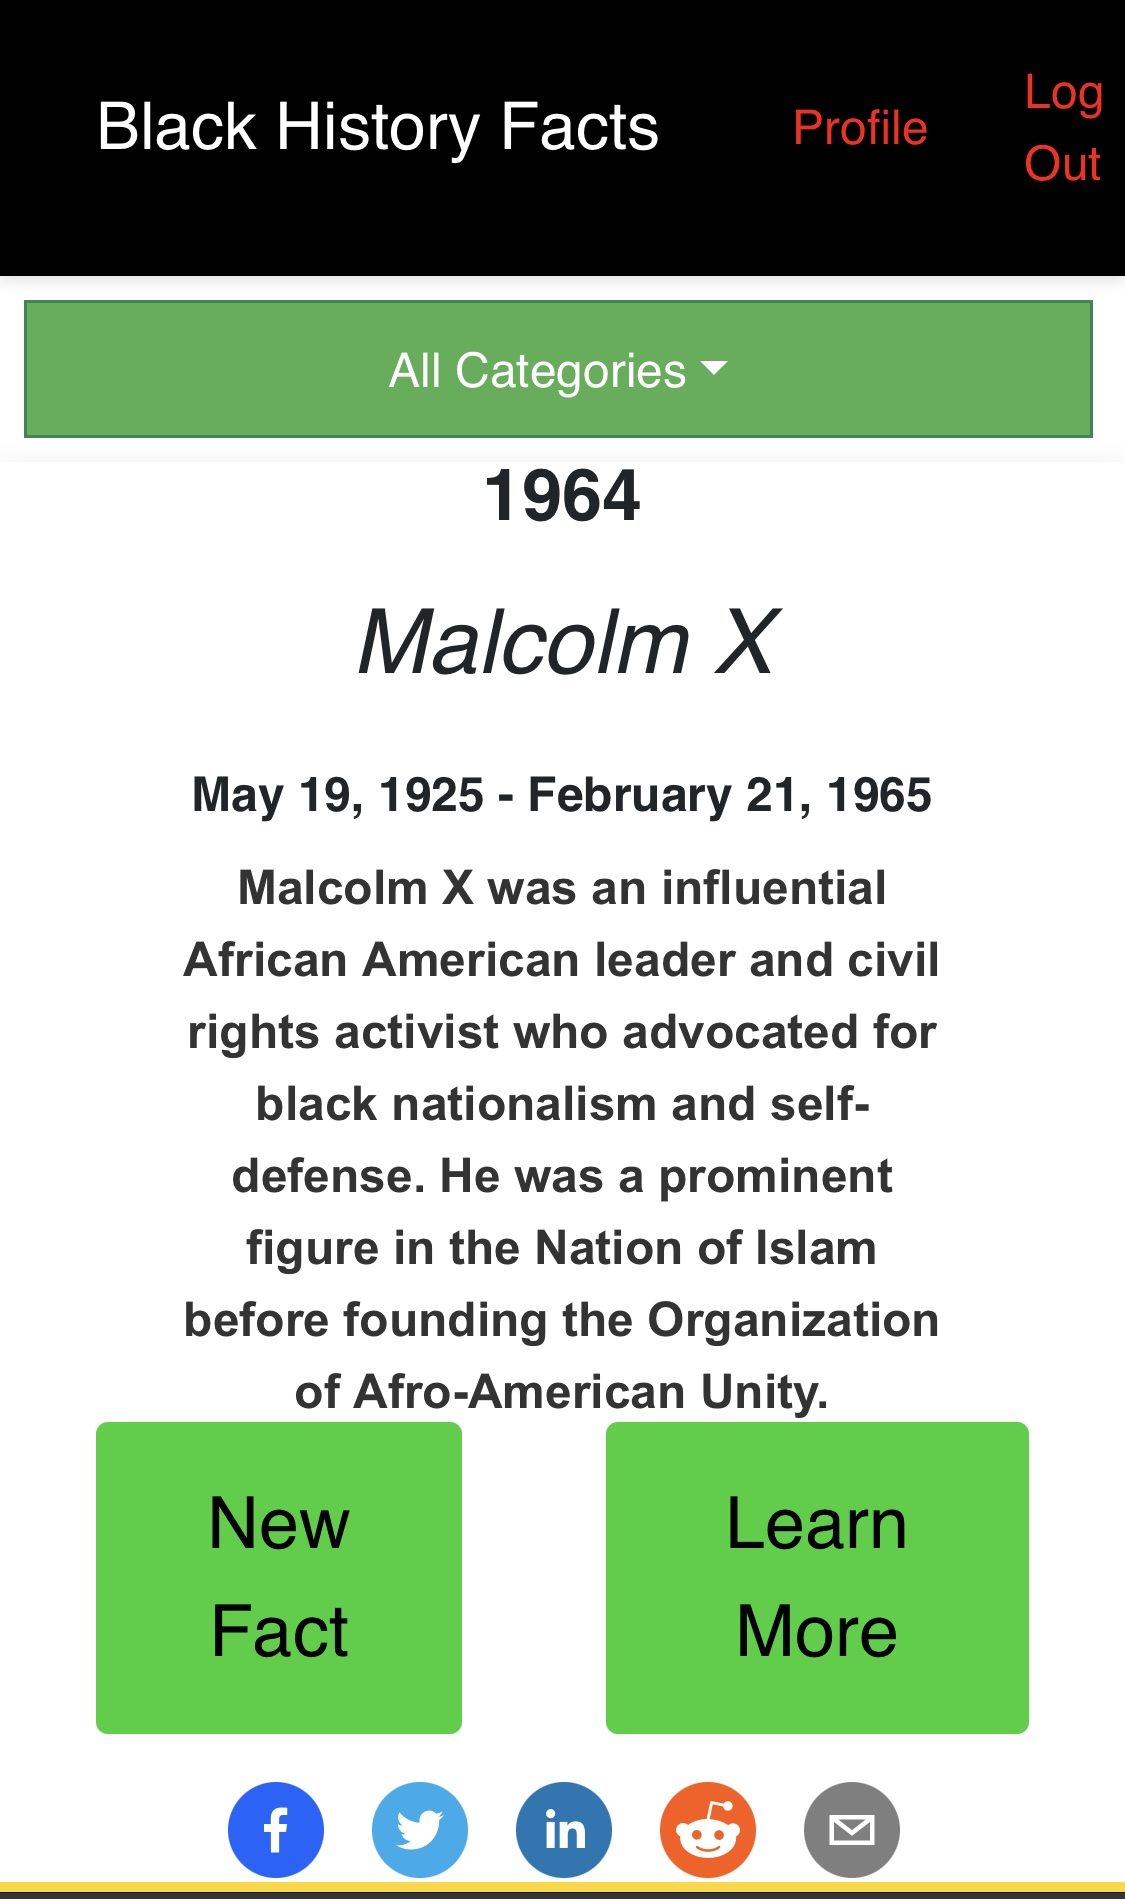 Black History Facts
Profile
Log
Out
All Categories
1964
Malcolm X
May 19, 1925 - February 21, 1965
Malcolm X was an influential
African American leader and civil
rights activist who advocated for
black nationalism and self-
defense. He was a prominent
figure in the Nation of Islam
before founding the Organization
of Afro-American Unity.
New
Fact
Learn
More
f
in